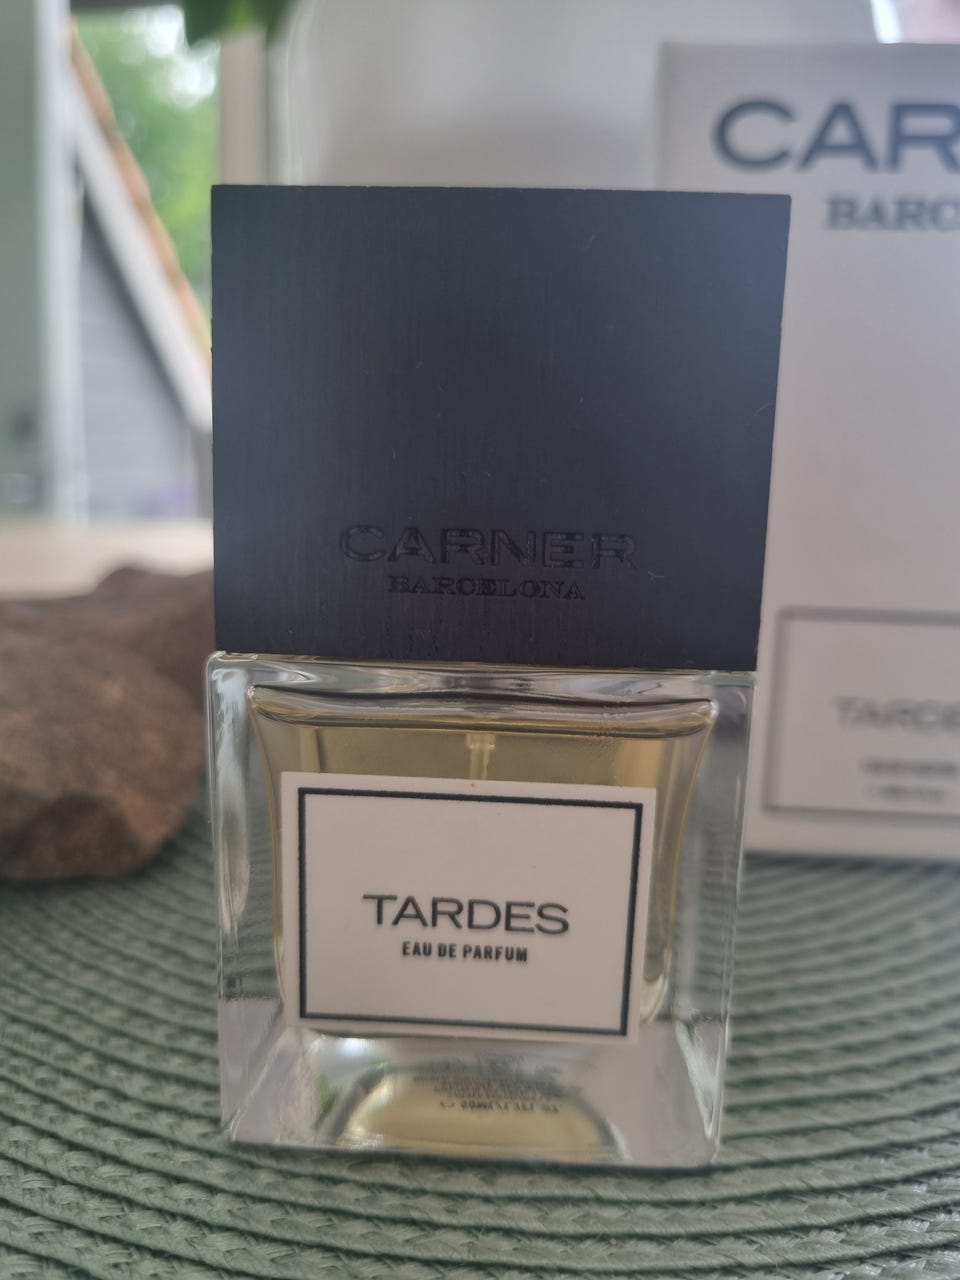 CAR
BARC
CARNER
BARCELONA
TARDES
EAU DE PARFUM
TARDE